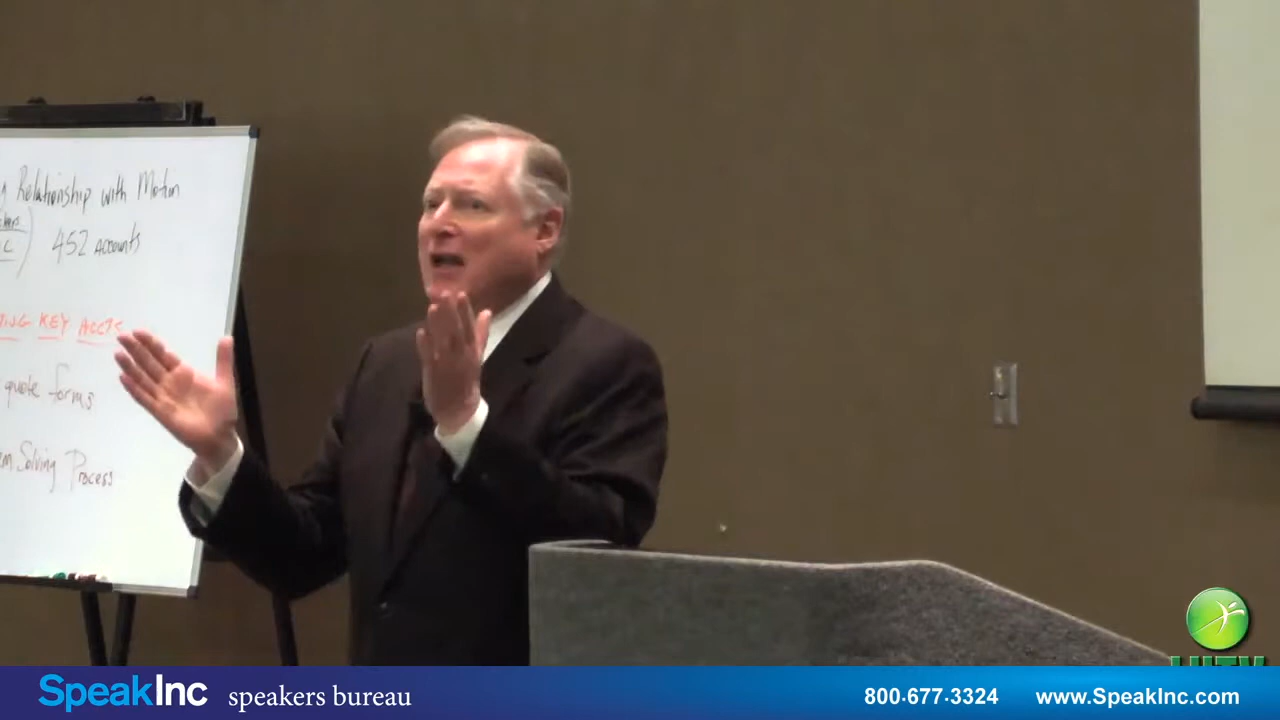 Relationship with Motion
452 Accounts
KEY ACCTS
quote forms
Solving Process
SpeakInc speakers bureau
800-677-3324
www.SpeakInc.com